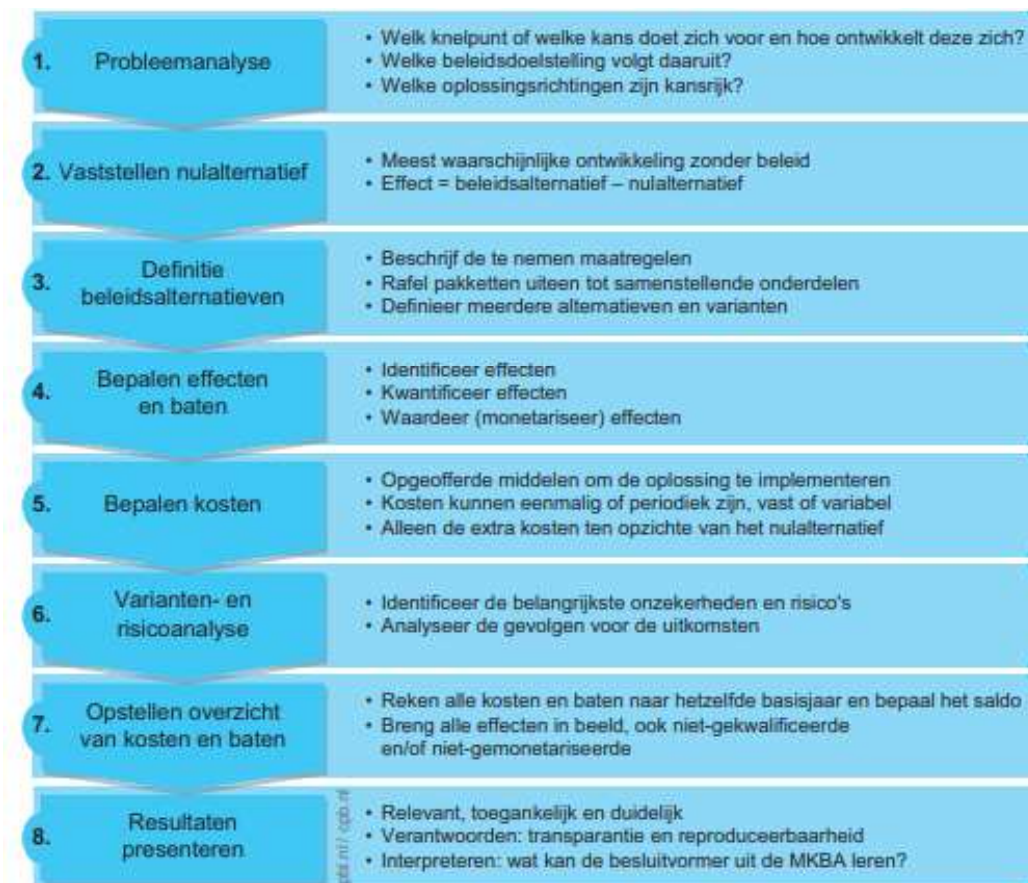 1. Probleemanalyse
• Welk knelpunt of welke kans doet zich voor en hoe ontwikkelt deze zich?
• Welke beleidsdoelstelling volgt daaruit?
• Welke oplossingsrichtingen zijn kansrijk?
2. Vaststellen nulalternatief
• Meest waarschijnlijke ontwikkeling zonder beleid
• Effect = beleidsalternatief – nulalternatief
3. Definitie
beleidsalternatieven
• Beschrijf de te nemen maatregelen
• Rafel pakketten uiteen tot samenstellende onderdelen
• Definieer meerdere alternatieven en varianten
4. Bepalen effecten
en baten
• Identificeer effecten
• Kwantificeer effecten
• Waardeer (monetariseer) effecten
5. Bepalen kosten
• Opgeofferde middelen om de oplossing te implementeren
• Kosten kunnen eenmalig of periodiek zijn, vast of variabel
• Alleen de extra kosten ten opzichte van het nulalternatief
6. Varianten- en
risicoanalyse
• Identificeer de belangrijkste onzekerheden en risico's
• Analyseer de gevolgen voor de uitkomsten
7. Opstellen overzicht
van kosten en baten
• Reken alle kosten en baten naar hetzelfde basisjaar en bepaal het saldo
• Breng alle effecten in beeld, ook niet-gekwalificeerde
en/of niet-gemonetariseerde
8. Resultaten
presenteren
pbl.nl / cpb.nl
• Relevant, toegankelijk en duidelijk
• Verantwoorden: transparantie en reproduceerbaarheid
• Interpreteren: wat kan de besluitvormer uit de MKBA leren?